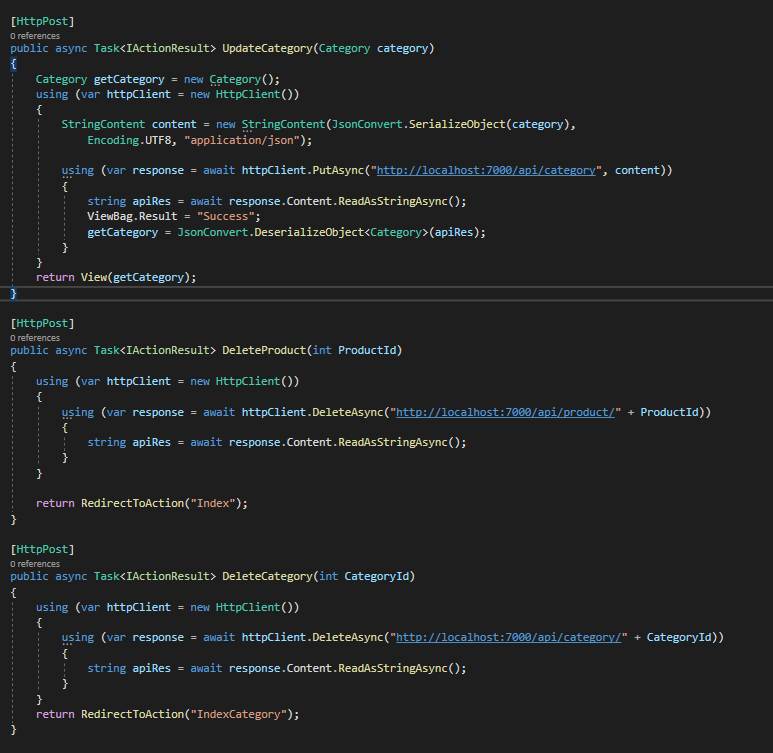 [HttpPost]
0 references
public async Task<IActionResult> UpdateCategory(Category category)
{
Category getCategory = new Category();
using (var httpClient = new HttpClient())
{
StringContent content = new StringContent(JsonConvert.SerializeObject(category),
Encoding.UTF8, "application/json");
using (var response = await httpClient.PutAsync("http://localhost:7000/api/category", content))
{
string apiRes = await response.Content.ReadAsStringAsync();
ViewBag.Result = "Success";
getCategory = JsonConvert.DeserializeObject<Category>(apiRes);
}
}
return View(getCategory);
}
[HttpPost]
0 references
public async Task<IActionResult> DeleteProduct(int ProductId)
{
using (var httpClient = new HttpClient())
{
using (var response = await httpClient.DeleteAsync("http://localhost:7000/api/product/" + ProductId))
{
string apiRes = await response.Content.ReadAsStringAsync();
}
}
return RedirectToAction("Index");
}
[HttpPost]
0 references
public async Task<IActionResult> DeleteCategory(int CategoryId)
{
using (var httpClient = new HttpClient())
{
using (var response = await httpClient.DeleteAsync("http://localhost:7000/api/category/" + CategoryId))
{
string apiRes = await response.Content.ReadAsStringAsync();
}
}
return RedirectToAction("IndexCategory");
}